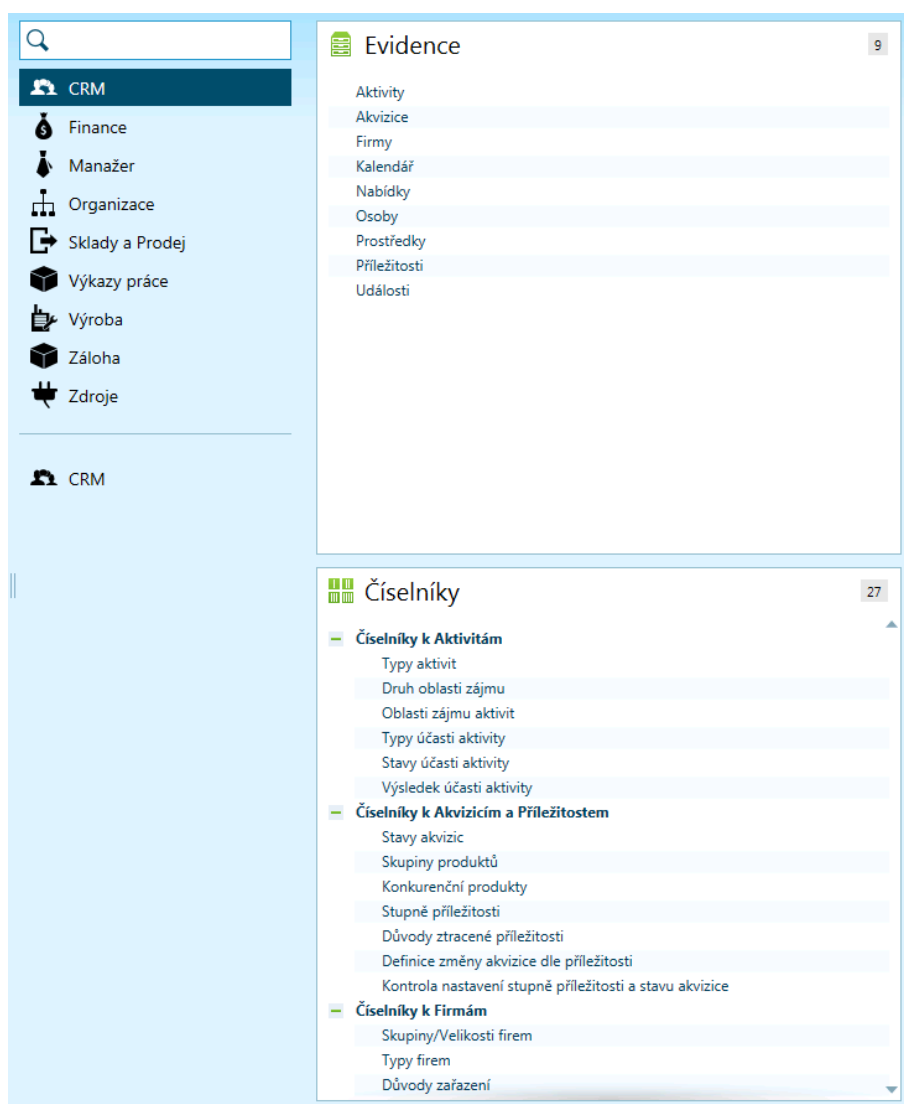 CRM
Finance
Manažer
Organizace
Sklady a Prodej
Výkazy práce
Výroba
Záloha
Zdroje
CRM
Evidence 9
Aktivity
Akvizice
Firmy
Kalendář
Nabídky
Osoby
Prostředky
Příležitosti
Události
Číselníky 27
Číselníky k Aktivitám
Typy aktivit
Druh oblasti zájmu
Oblasti zájmu aktivit
Typy účasti aktivity
Stavy účasti aktivity
Výsledek účasti aktivity
Číselníky k Akvizicím a Příležitostem
Stavy akvizic
Skupiny produktů
Konkurenční produkty
Stupně příležitosti
Důvody ztracené příležitosti
Definice změny akvizice dle příležitosti
Kontrola nastavení stupně příležitosti a stavu akvizice
Číselníky k Firmám
Skupiny/Velikosti firem
Typy firem
Důvody zařazení